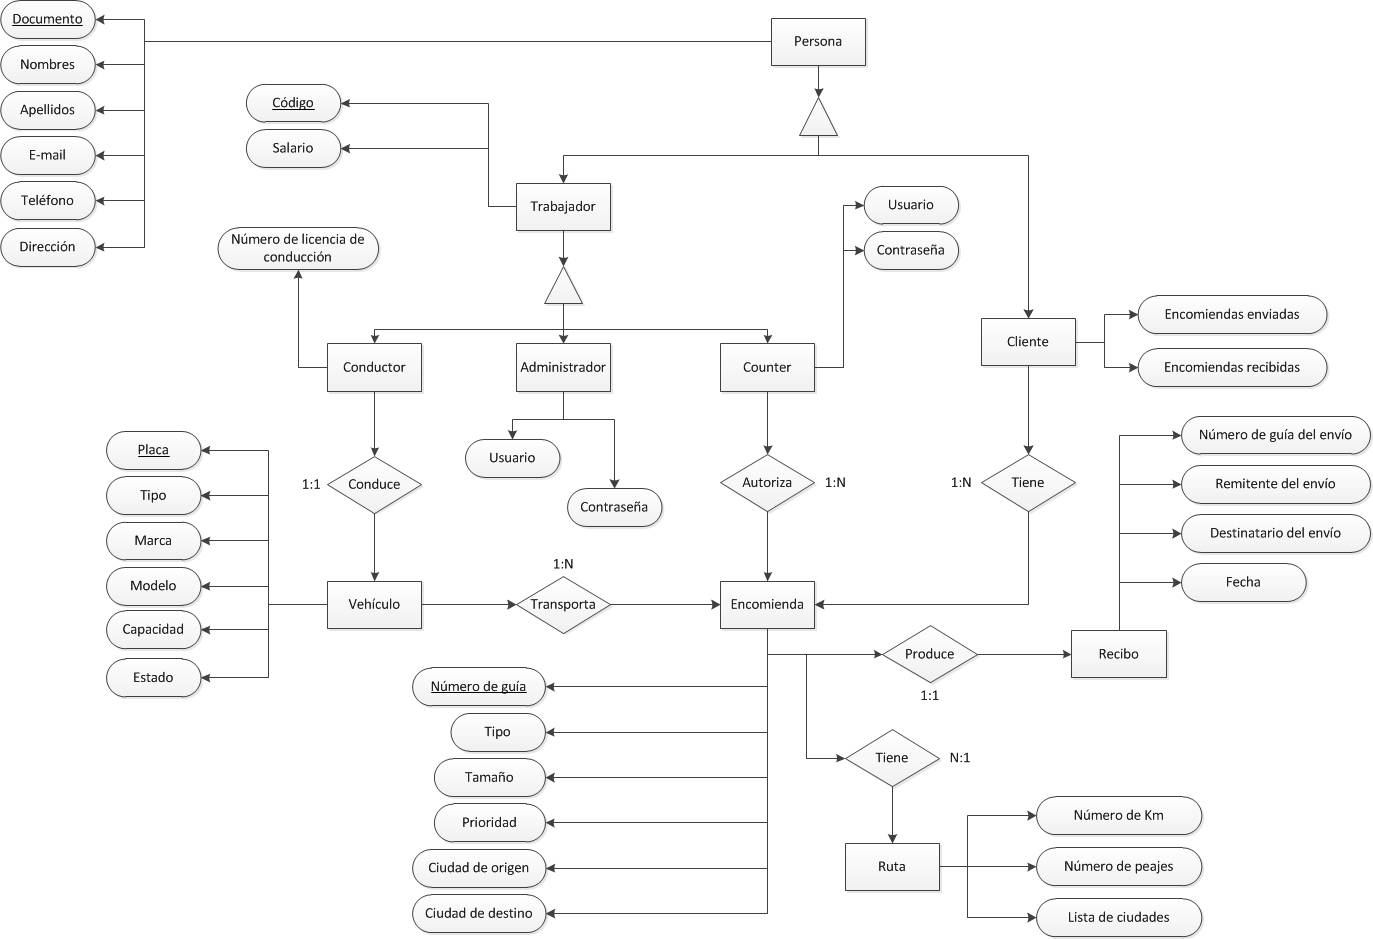 Documento
Persona
Nombres
Código
Apellidos
Salario
E-mail
Teléfono
Trabajador
Usuario
Dirección
Número de licencia de
conducción
Contraseña
Encomiendas enviadas
Cliente
Conductor
Administrador
Counter
Encomiendas recibidas
Número de guía del envío
Placa
Usuario
1:1
Conduce
Autoriza
1:N
1:N
Tiene
Remitente del envío
Tipo
Contraseña
Marca
Destinatario del envío
1:N
Modelo
Fecha
Vehículo
Transporta
Encomienda
Capacidad
Produce
Recibo
Estado
Número de guía
1:1
Tipo
Tiene
N:1
Tamaño
Prioridad
Número de Km
Ciudad de origen
Ruta
Número de peajes
Ciudad de destino
Lista de ciudades